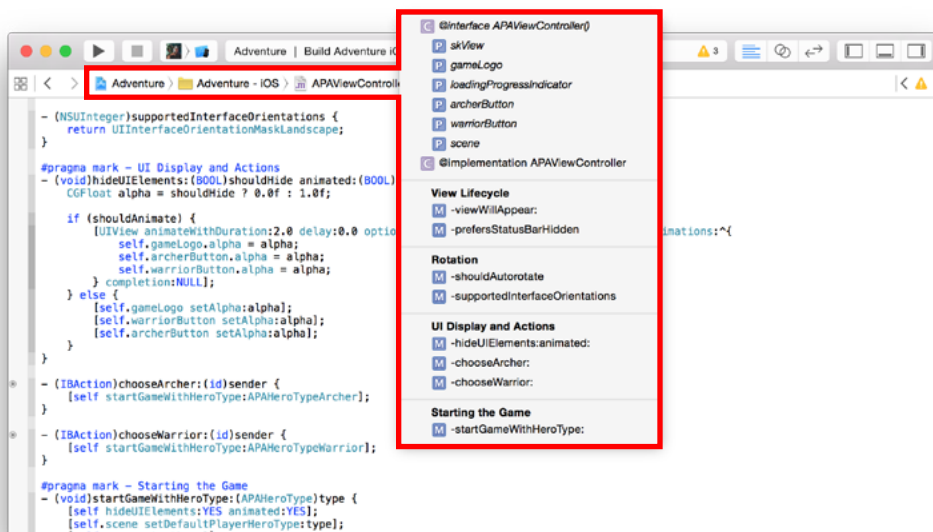 Adventure | Build Adventure iO
3
Adventure 〉 Adventure - iOS 〉 APAViewControlle
@interface APAViewController()
skView
gameLogo
loadingProgressIndicator
archerButton
warriorButton
scene
@implementation APAViewController
View Lifecycle
-viewWillAppear:
-prefersStatusBarHidden
Rotation
-shouldAutorotate
-supportedInterfaceOrientations
UI Display and Actions
-hideUIElements:animated:
-chooseArcher:
-chooseWarrior:
Starting the Game
-startGameWithHeroType:
- (NSUInteger)supportedInterfaceOrientations {
return UIInterfaceOrientationMaskLandscape;
}
#pragma mark - UI Display and Actions
- (void)hideUIElements:(BOOL)shouldHide animated:(BOOL)
CGFloat alpha = shouldHide ? 0.0f : 1.0f;
if (shouldAnimate) {
[UIView animateWithDuration:2.0 delay:0.0 optio imations:^{
self.gameLogo.alpha = alpha;
self.archerButton.alpha = alpha;
self.warriorButton.alpha = alpha;
} completion:NULL];
} else {
[self.gameLogo setAlpha:alpha];
[self.warriorButton setAlpha:alpha];
[self.archerButton setAlpha:alpha];
}
}
- (IBAction)chooseArcher:(id)sender {
[self startGameWithHeroType:APAHeroTypeArcher];
}
- (IBAction)chooseWarrior:(id)sender {
[self startGameWithHeroType:APAHeroTypeWarrior];
}
#pragma mark - Starting the Game
- (void)startGameWithHeroType:(APAHeroType)type {
[self hideUIElements:YES animated:YES];
[self.scene setDefaultPlayerHeroType:type];